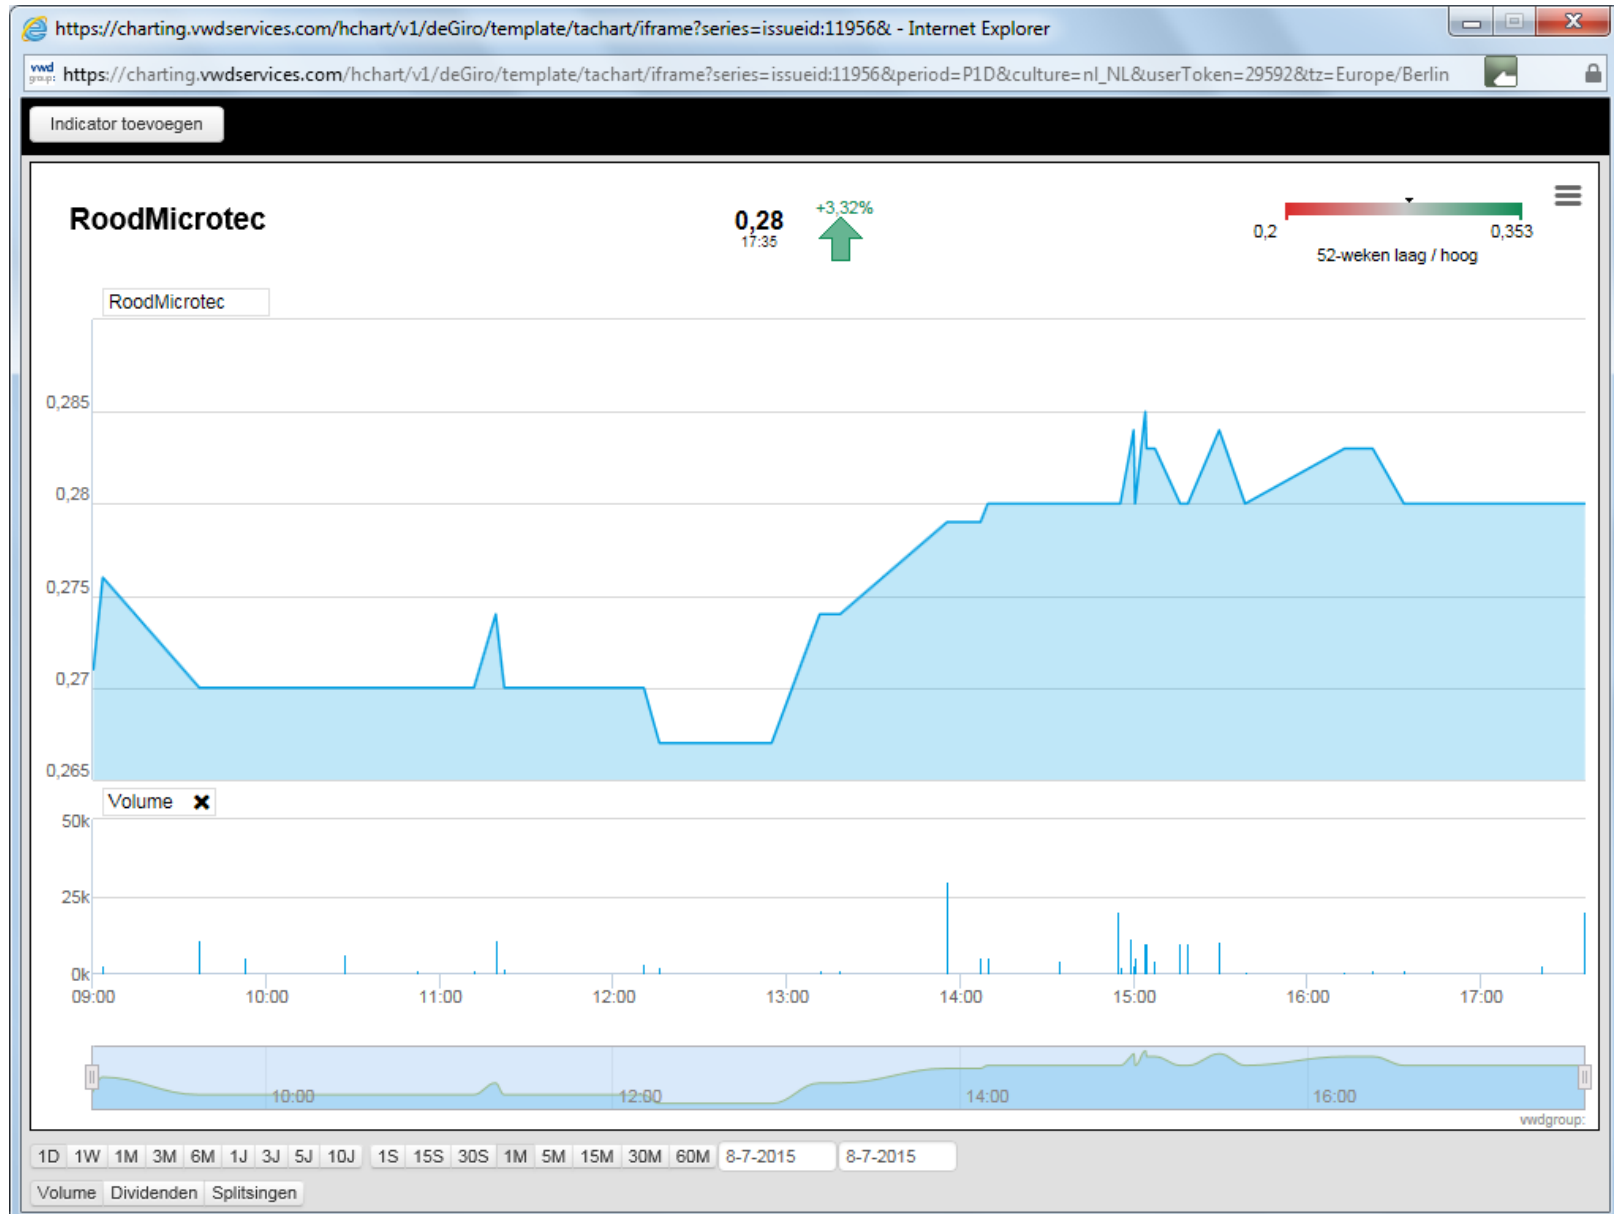 https://charting.vwdservices.com/hchart/v1/deGiro/template/tachart/iframe?series=issueid:11956& - Internet Explorer
vwd group: https://charting.vwdservices.com/hchart/v1/deGiro/template/tachart/iframe?series=issueid:11956&period=P1D&culture=nl_NL&userToken=29592&tz=Europe/Berlin
Indicator toevoegen
RoodMicrotec
0,28
17:35
+3,32%
0,2
0,353
52-weken laag / hoog
RoodMicrotec
0,285
0,28
0,275
0,27
0,265
Volume
50k
25k
0k
09:00 10:00 11:00 12:00 13:00 14:00 15:00 16:00 17:00
10:00 12:00 14:00 16:00
vwdgroup:
1D 1W 1M 3M 6M 1J 3J 5J 10J 1S 15S 30S 1M 5M 15M 30M 60M 8-7-2015 8-7-2015
Volume Dividenden Splitsingen